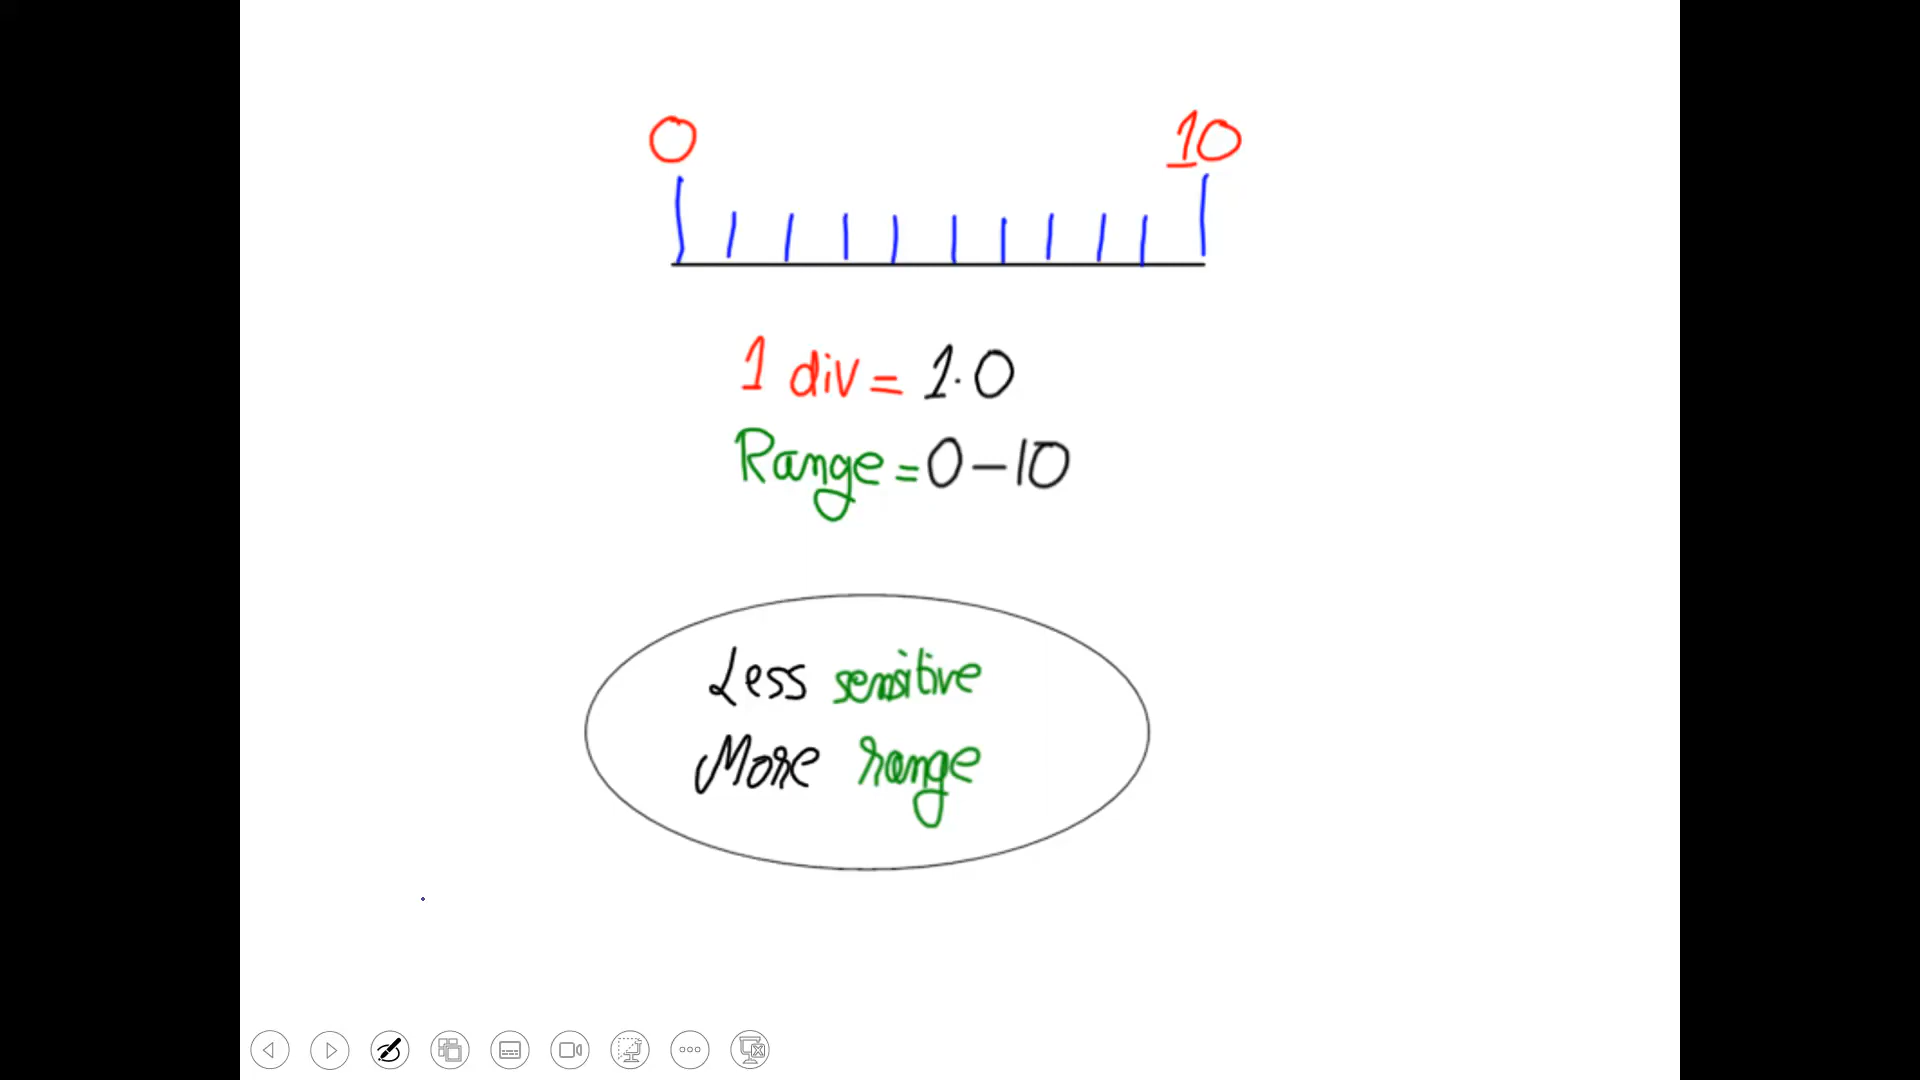 0 10
1 div = 1.0
Range = 0 – 10
Less sensitive
More range